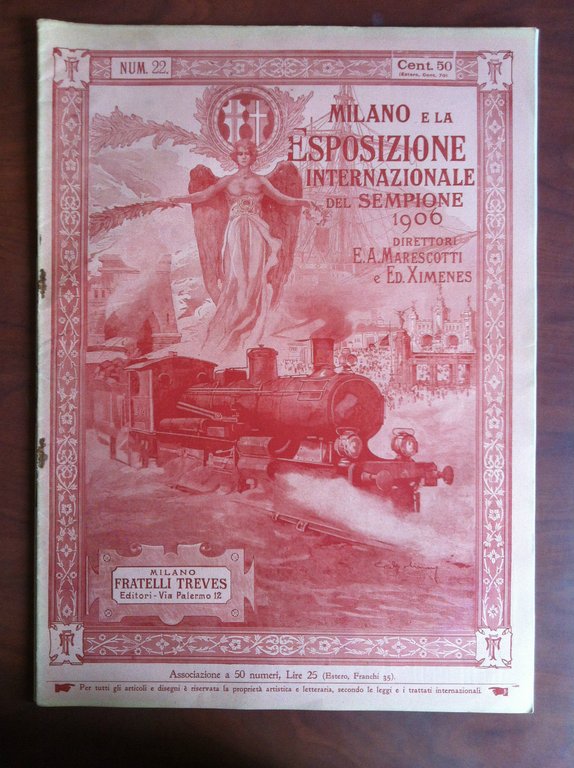 NUM. 22.
Cent. 50
(Estero, Cent. 70)
MILANO E LA
ESPOSIZIONE
INTERNAZIONALE
DEL SEMPIONE
1906
DIRETTORI
E. A. MARESCOTTI
E ED. XIMENES
MILANO
FRATELLI TREVES
Editori - Via Palermo 12
Associazione a 50 numeri, Lire 25 (Estero, Franchi 35).
Per tutti gli articoli e disegni è riservata la proprietà artistica e letteraria, secondo le leggi e i trattati internazionali